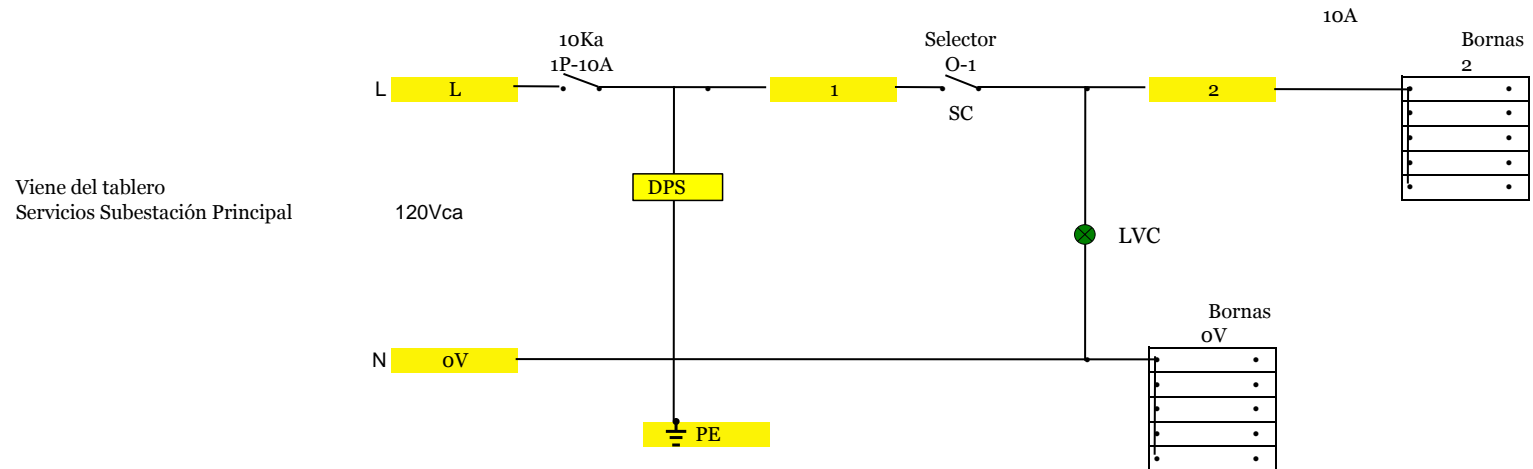 10A
10Ka
1P-10A
Selector
O-1
Bornas
2
L
L
1
SC
2
DPS
Viene del tablero
Servicios Subestación Principal
120Vca
LVC
Bornas
0V
N
0V
PE